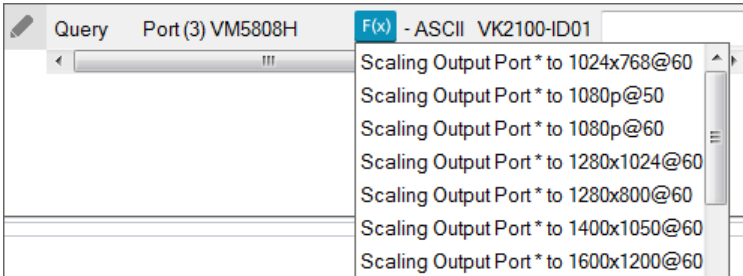 Query Port (3) VM5808H F(x) - ASCII VK2100-ID01
Scaling Output Port * to 1024x768@60
Scaling Output Port * to 1080p@50
Scaling Output Port * to 1080p@60
Scaling Output Port * to 1280x1024@60
Scaling Output Port * to 1280x800@60
Scaling Output Port * to 1400x1050@60
Scaling Output Port * to 1600x1200@60